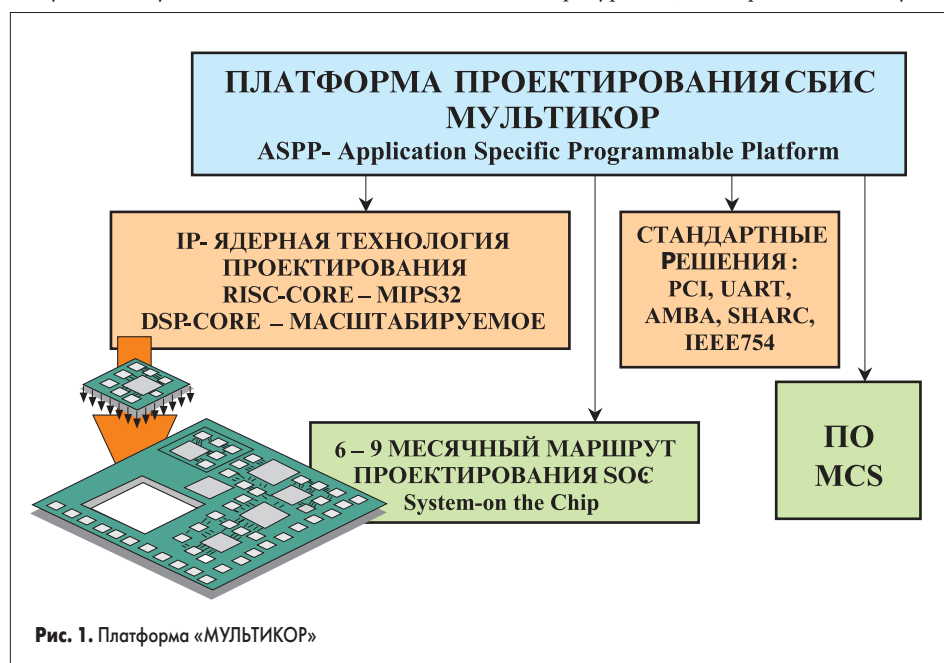 ПЛАТФОРМА ПРОЕКТИРОВАНИЯ СБИС
МУЛЬТИКОР
ASPP- Application Specific Programmable Platform
IP- ЯДЕРНАЯ ТЕХНОЛОГИЯ
ПРОЕКТИРОВАНИЯ
RISC-CORE – MIPS32
DSP-CORE – МАСШТАБИРУЕМОЕ
СТАНДАРТНЫЕ
РЕШЕНИЯ :
PCI, UART,
AMBA, SHARC,
IEEE754
6 – 9 МЕСЯЧНЫЙ МАРШРУТ
ПРОЕКТИРОВАНИЯ SOC
System-on the Chip
ПО
MCS
Рис. 1. Платформа «МУЛЬТИКОР»